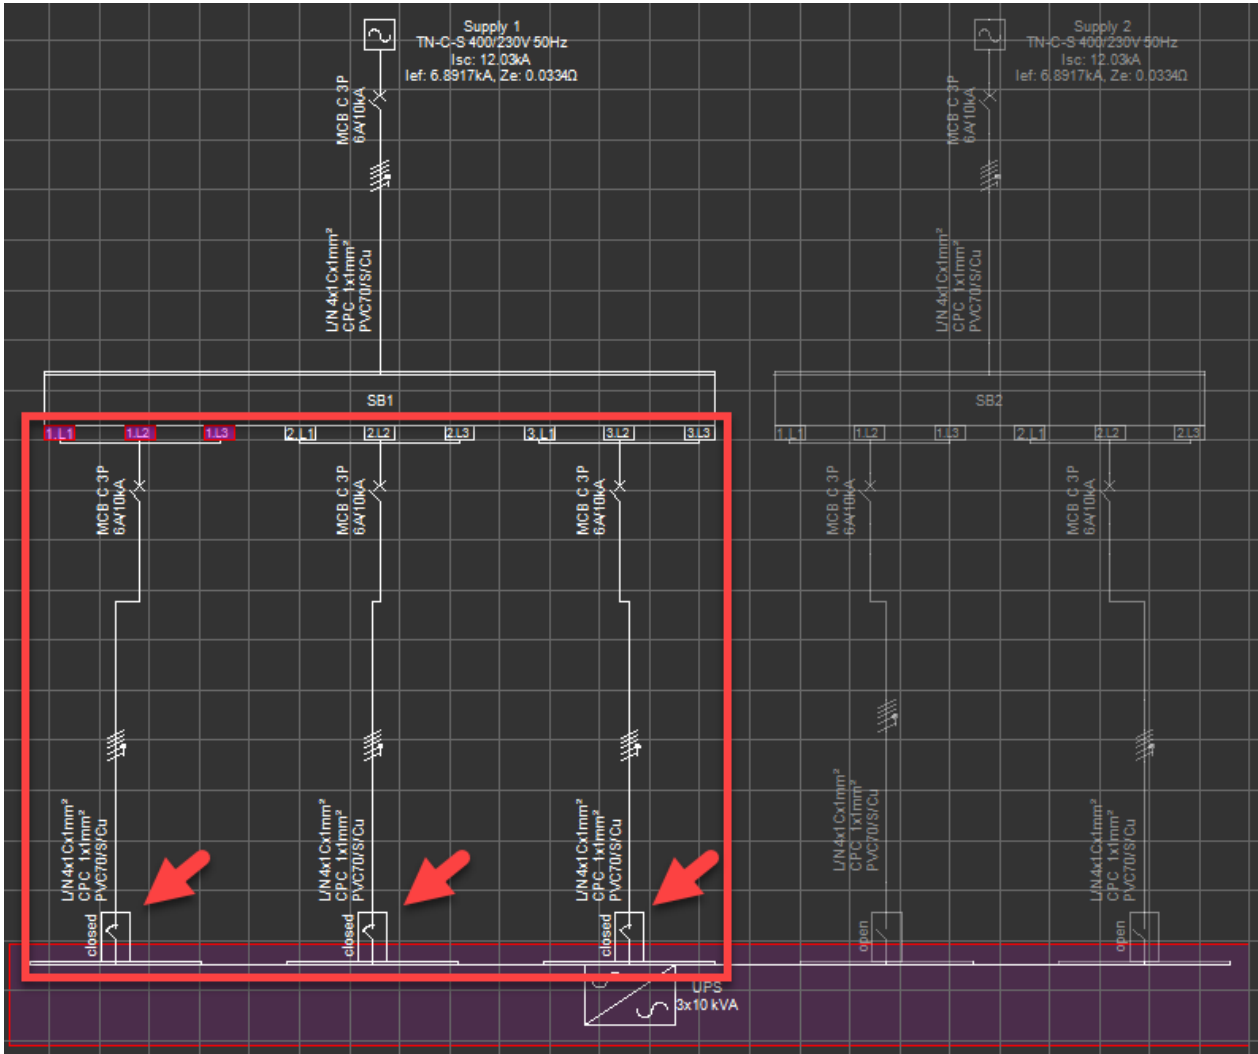 Supply 1
TN-C-S 400/230V 50Hz
Isc: 12.03kA
Ief: 6.8917kA, Ze: 0.0334Ω
Supply 2
TN-C-S 400/230V 50Hz
Isc: 12.03kA
Ief: 6.8917kA, Ze: 0.0334Ω
MCB C 3P
6A/10kA
MCB C 3P
6A/10kA
L/N 4x1Cx1mm²
CPC 1x1mm²
PVC70/S/Cu
L/N 4x1Cx1mm²
CPC 1x1mm²
PVC70/S/Cu
SB1
SB2
1.L1 1.L2 1.L3 2.L1 2.L2 2.L3 3.L1 3.L2 3.L3
1.L1 1.L2 1.L3 2.L1 2.L2 2.L3
MCB C 3P
6A/10kA
MCB C 3P
6A/10kA
MCB C 3P
6A/10kA
MCB C 3P
6A/10kA
MCB C 3P
6A/10kA
L/N 4x1Cx1mm²
CPC 1x1mm²
PVC70/S/Cu
L/N 4x1Cx1mm²
CPC 1x1mm²
PVC70/S/Cu
L/N 4x1Cx1mm²
CPC 1x1mm²
PVC70/S/Cu
L/N 4x1Cx1mm²
CPC 1x1mm²
PVC70/S/Cu
L/N 4x1Cx1mm²
CPC 1x1mm²
PVC70/S/Cu
closed
closed
closed
open
open
UPS
3x10 kVA